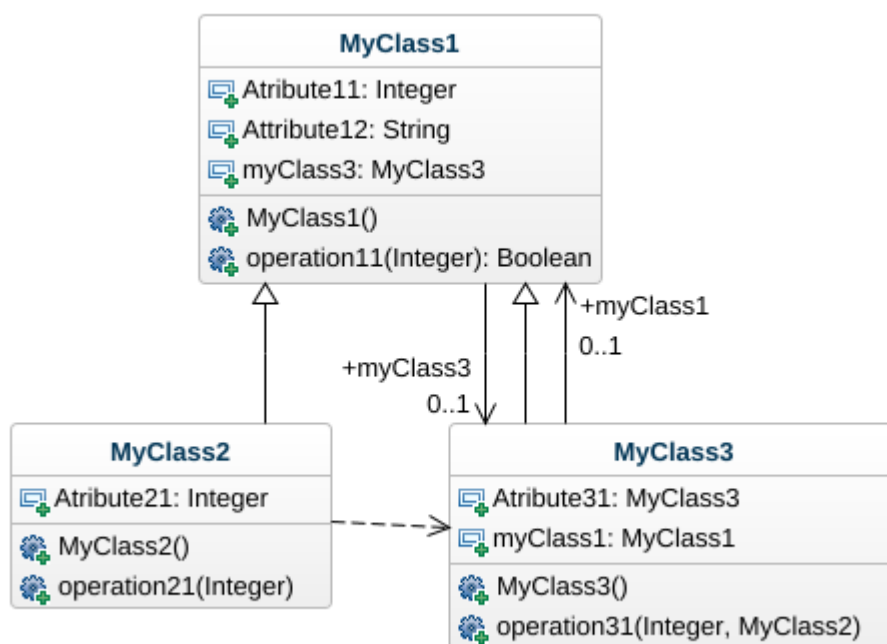 MyClass1
Atribute11: Integer
Attribute12: String
myClass3: MyClass3
MyClass1()
operation11(Integer): Boolean
+myClass1
0..1
+myClass3
0..1
MyClass2
Atribute21: Integer
MyClass2()
operation21(Integer)
MyClass3
Atribute31: MyClass3
myClass1: MyClass1
MyClass3()
operation31(Integer, MyClass2)